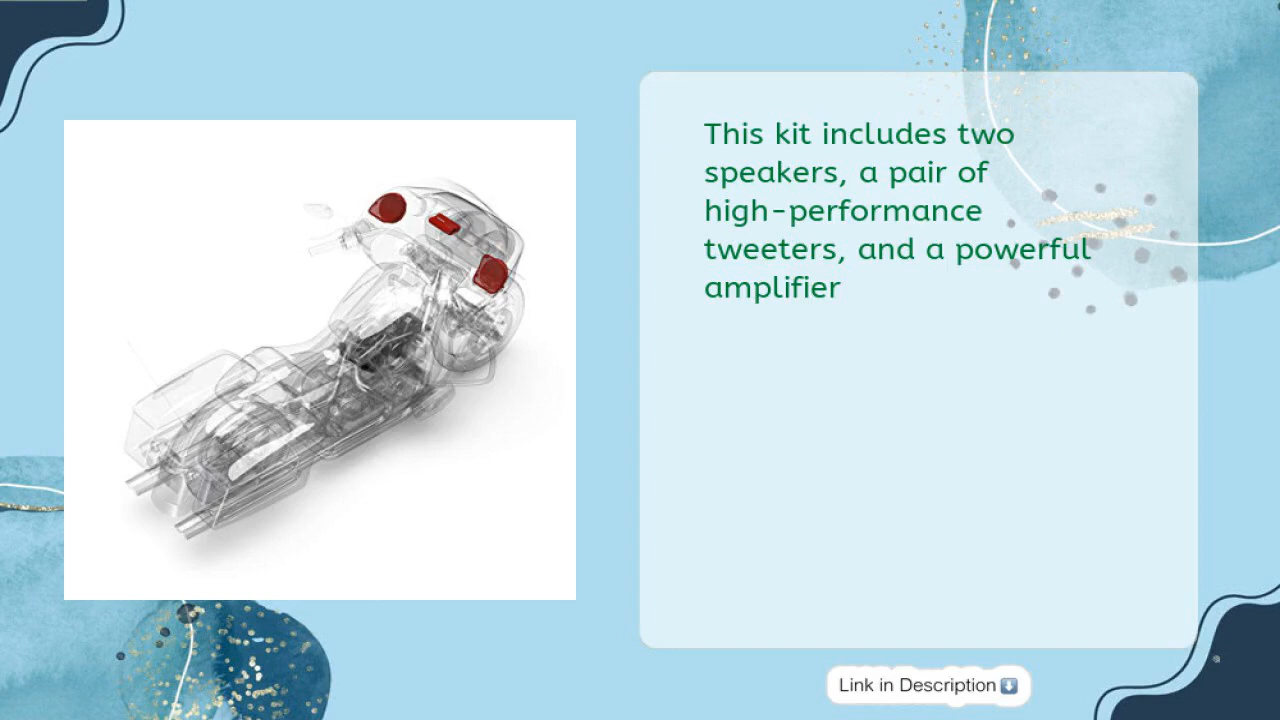 This kit includes two
speakers, a pair of
high-performance
tweeters, and a powerful
amplifier
Link in Description ⬇️